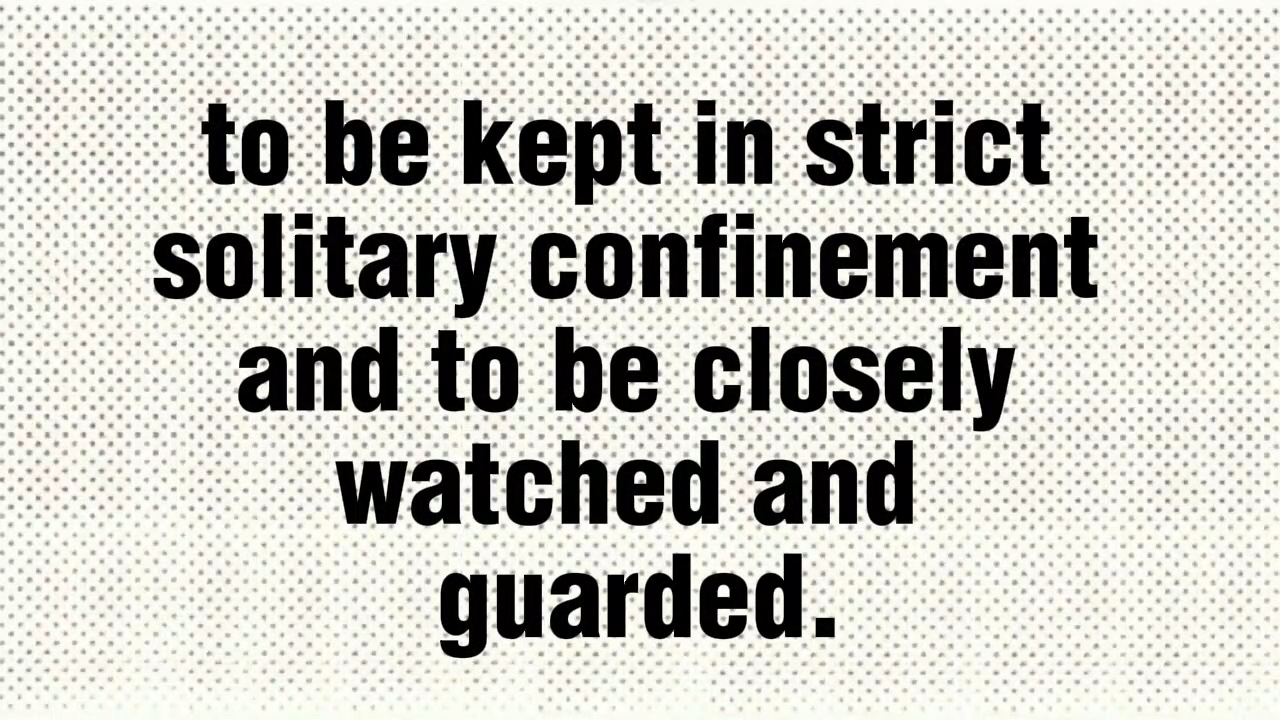 to be kept in strict
solitary confinement
and to be closely
watched and
guarded.